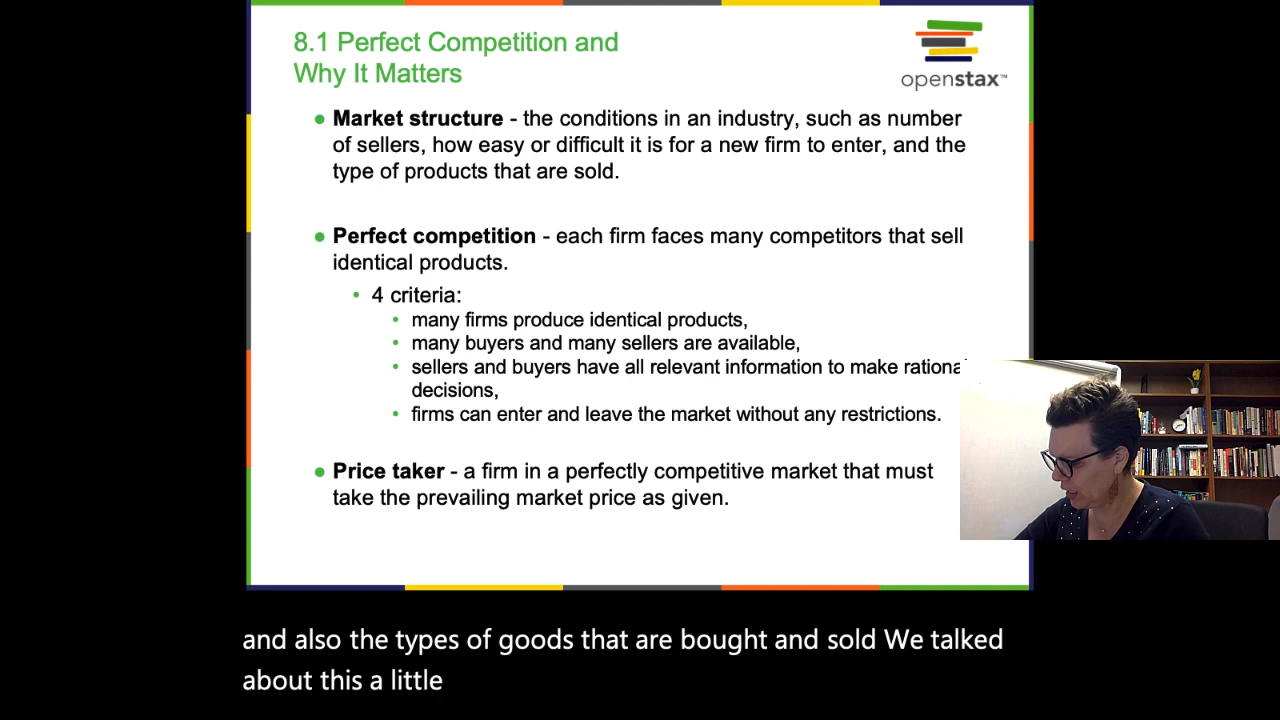 8.1 Perfect Competition and
Why It Matters
openstax™
● Market structure - the conditions in an industry, such as number
of sellers, how easy or difficult it is for a new firm to enter, and the
type of products that are sold.
● Perfect competition - each firm faces many competitors that sell
identical products.
• 4 criteria:
• many firms produce identical products,
• many buyers and many sellers are available,
• sellers and buyers have all relevant information to make rationa
decisions,
• firms can enter and leave the market without any restrictions.
● Price taker - a firm in a perfectly competitive market that must
take the prevailing market price as given.
and also the types of goods that are bought and sold We talked
about this a little